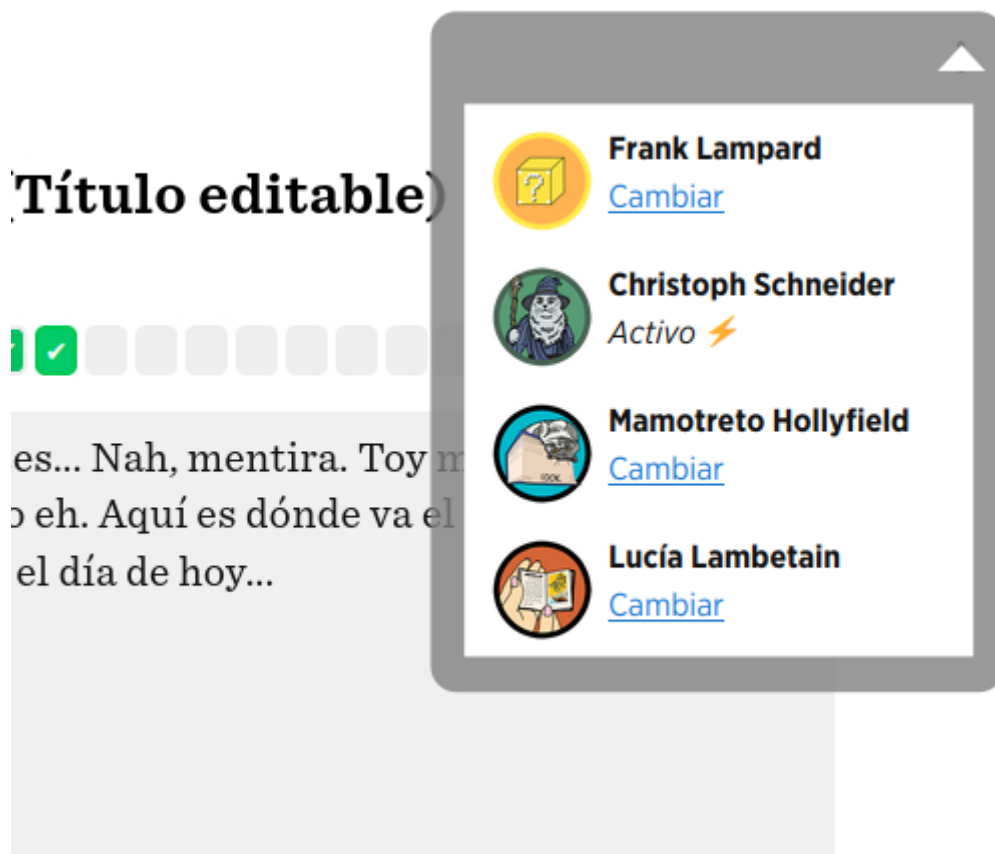 (Título editable)
es... Nah, mentira. Toy
eh. Aquí es dónde va el
el día de hoy...
Frank Lampard
Cambiar
Christoph Schneider
Activo ⚡
Mamotreto Hollyfield
Cambiar
100K
Lucía Lambetain
Cambiar